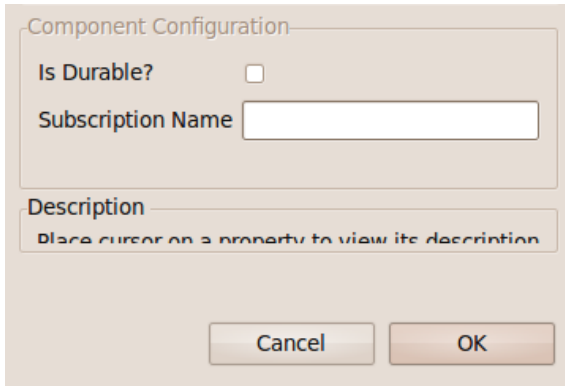 Component Configuration
Is Durable?
Subscription Name
Description
Place cursor on a property to view its description
Cancel
OK